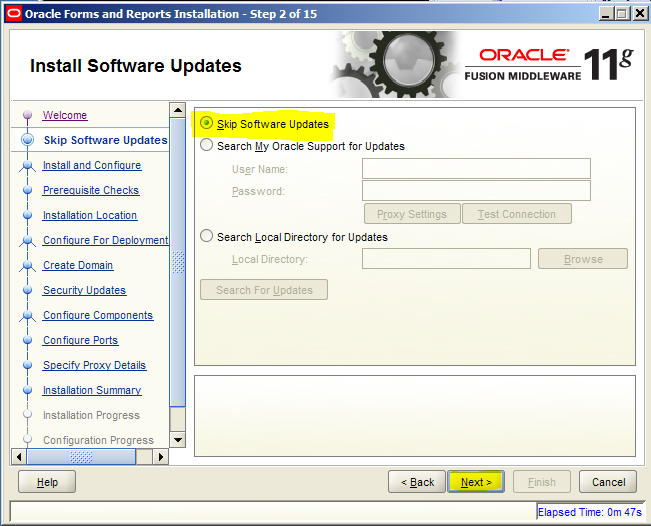 Oracle Forms and Reports Installation - Step 2 of 15
Install Software Updates
ORACLE
FUSION MIDDLEWARE 11g
Welcome
Skip Software Updates
Install and Configure
Prerequisite Checks
Installation Location
Configure For Deployment
Create Domain
Security Updates
Configure Components
Configure Ports
Specify Proxy Details
Installation Summary
Installation Progress
Configuration Progress
Skip Software Updates
Search My Oracle Support for Updates
User Name:
Password:
Proxy Settings Test Connection
Search Local Directory for Updates
Local Directory: Browse
Search For Updates
Help < Back Next > Finish Cancel
Elapsed Time: 0m 47s